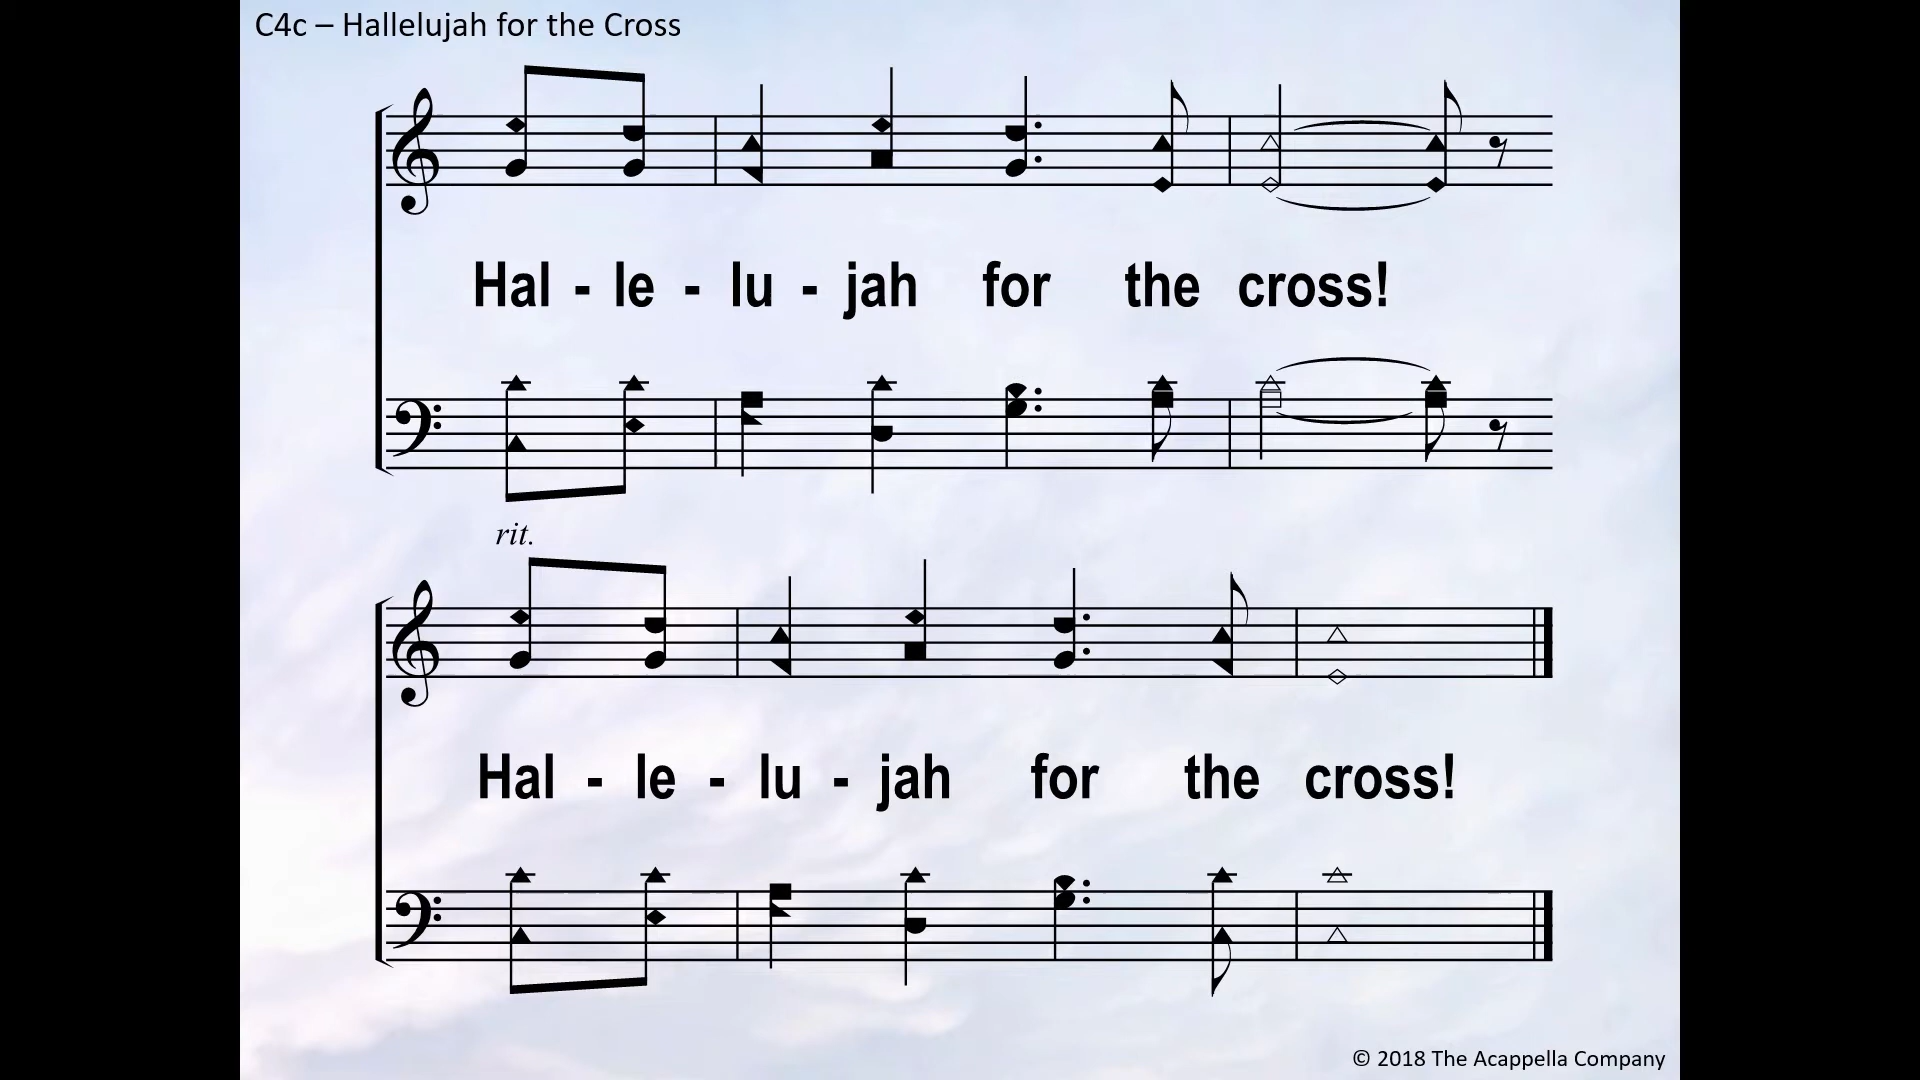 C4c – Hallelujah for the Cross
Hal - le - lu - jah for the cross!
rit.
Hal - le - lu - jah for the cross!
© 2018 The Acappella Company